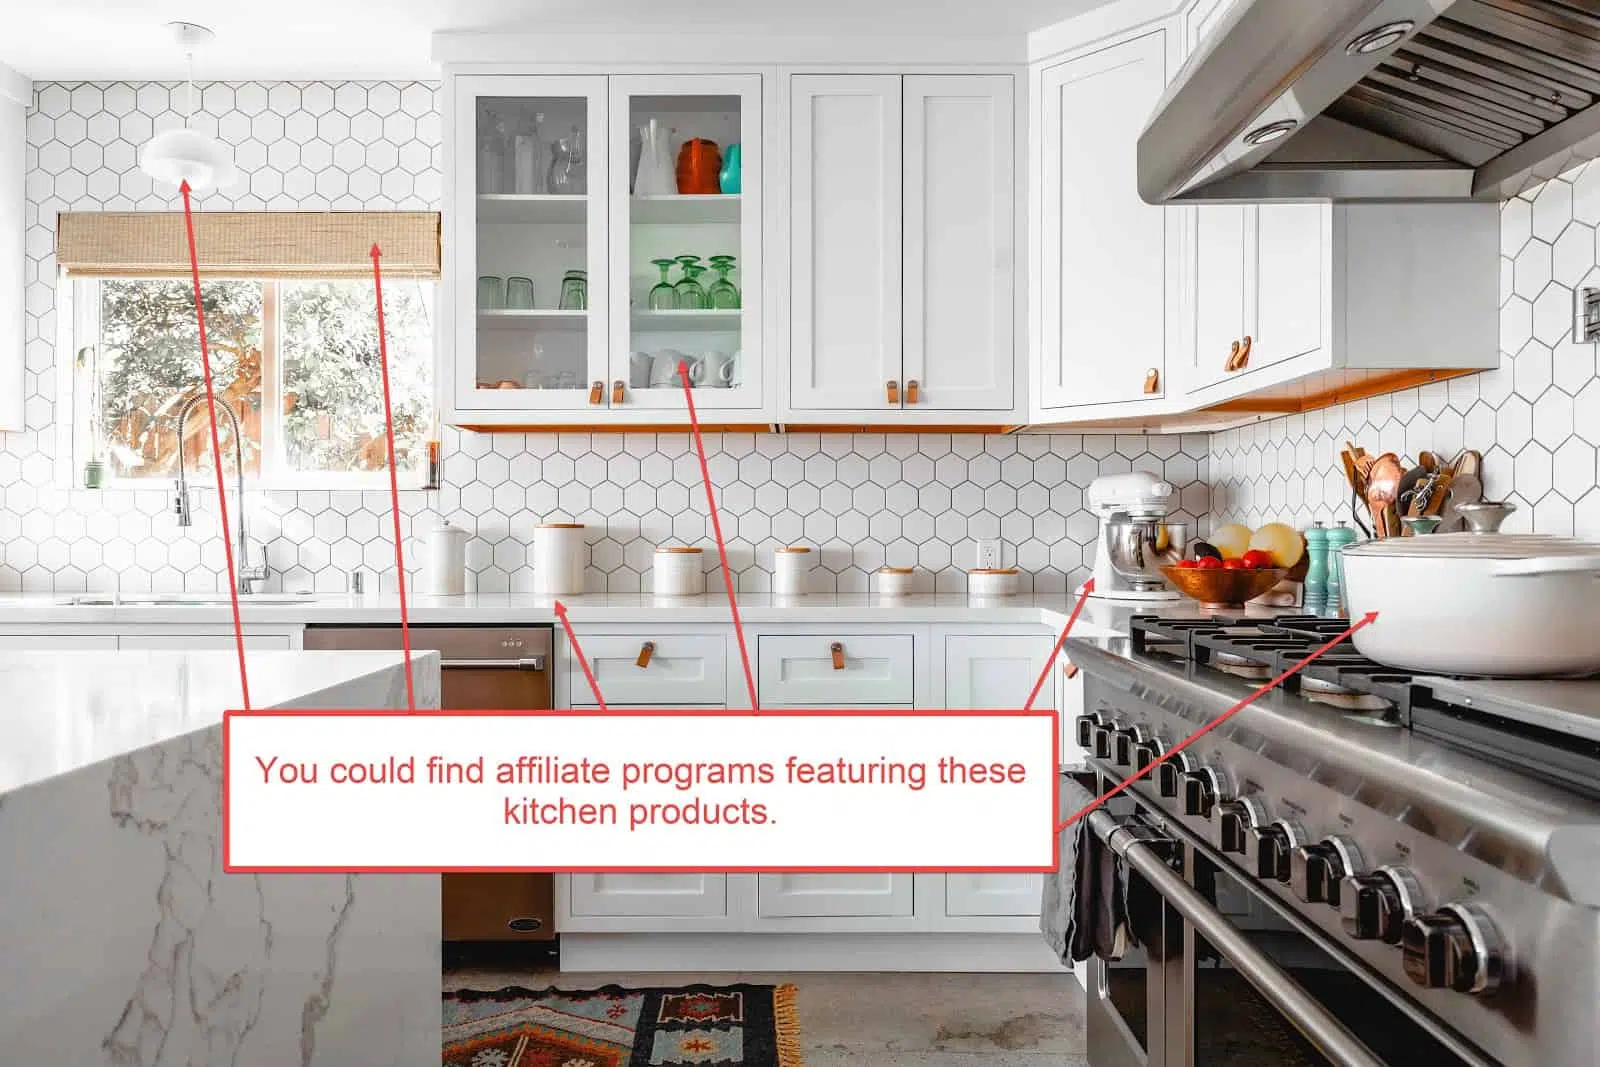 You could find affiliate programs featuring these
kitchen products.